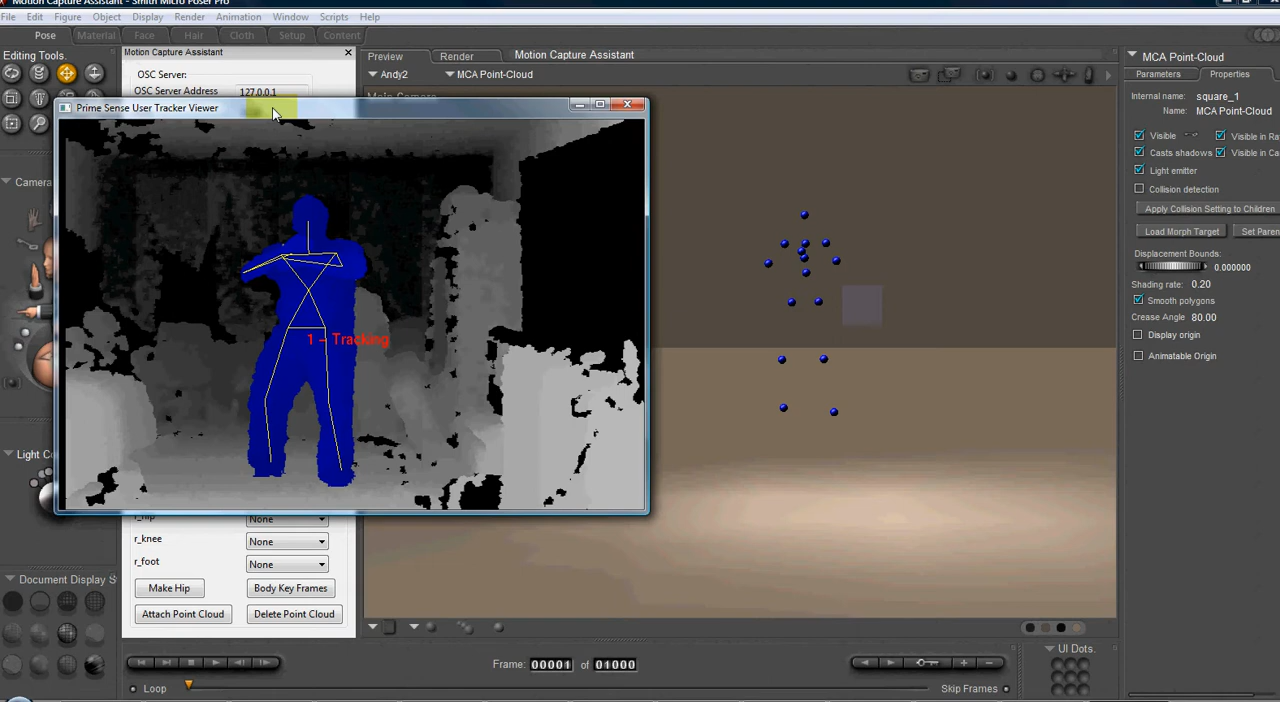 Motion Capture Assistant - Smith Micro Poser Pro
File Edit Figure Object Display Render Animation Window Scripts Help
Pose Material Face Hair Cloth Setup Content
Editing Tools.
Motion Capture Assistant
OSC Server:
OSC Server Address 127.0.0.1
Prime Sense User Tracker Viewer
1 - Tracking
Camera
Light Co
Document Display S
r_hip None
r_knee None
r_foot None
Make Hip Body Key Frames
Attach Point Cloud Delete Point Cloud
Preview Render Motion Capture Assistant
Andy2 MCA Point-Cloud
Main Camera
MCA Point-Cloud
Parameters Properties
Internal name: square_1
Name: MCA Point-Cloud
Visible Visible in Ra
Casts shadows Visible in Ca
Light emitter
Collision detection
Apply Collision Setting to Children
Load Morph Target Set Paren
Displacement Bounds:
0.000000
Shading rate: 0.20
Smooth polygons
Crease Angle 80.00
Display origin
Animatable Origin
Frame: 00001 of 01000
Loop
Skip Frames
UI Dots.